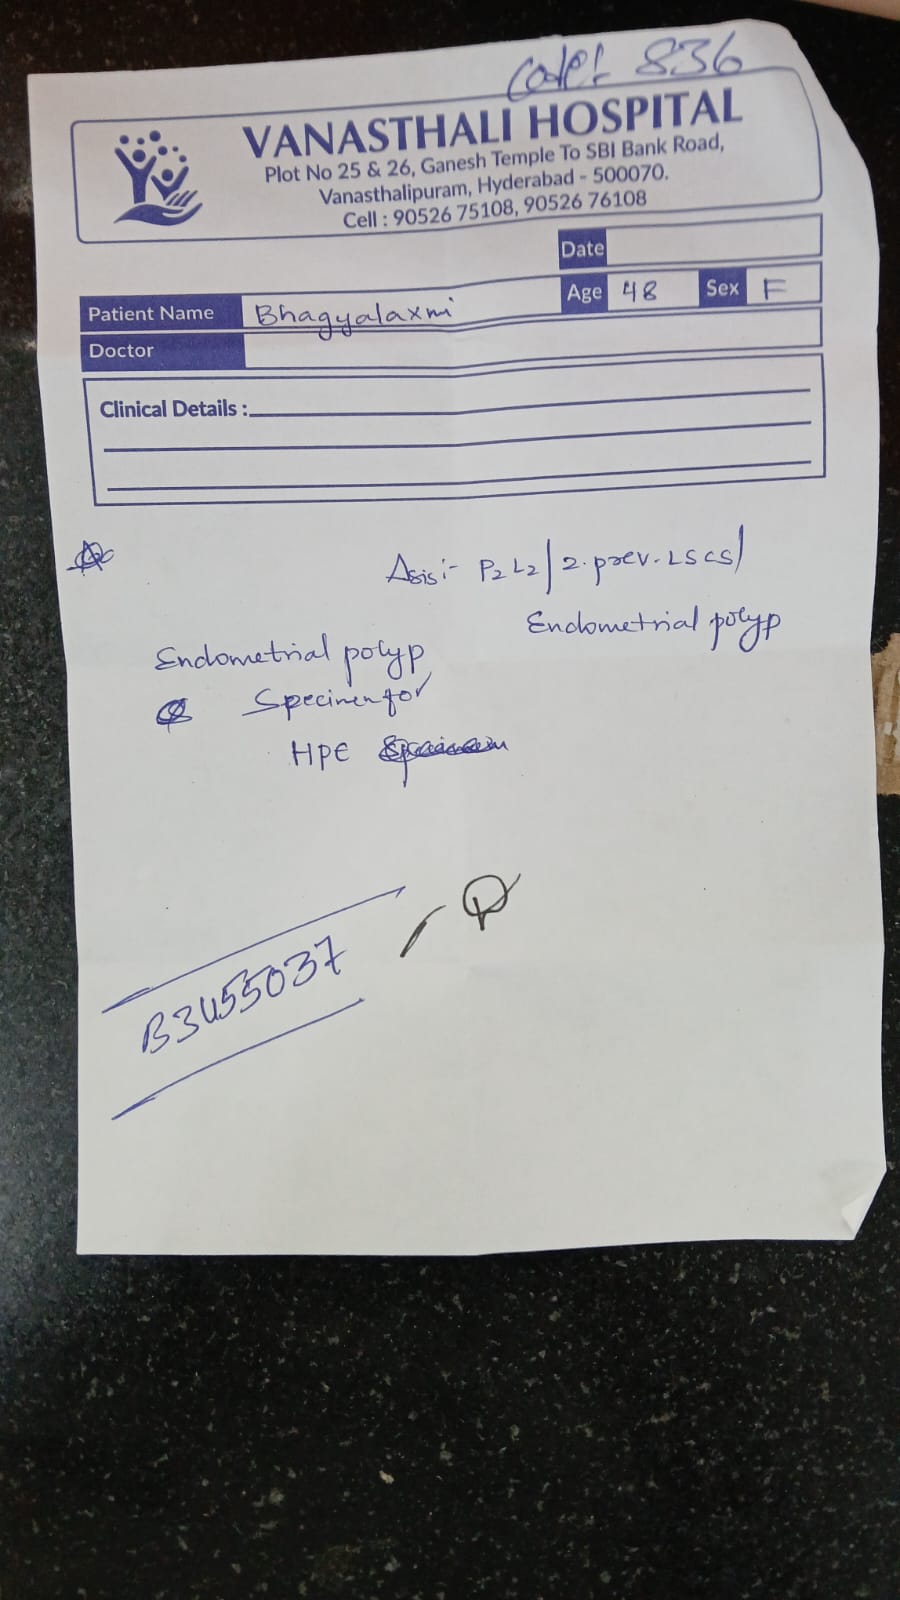 Code: 836
VANASTHALI HOSPITAL
Plot No 25 & 26, Ganesh Temple To SBI Bank Road,
Vanasthalipuram, Hyderabad - 500070.
Cell : 90526 75108, 90526 76108
Date
Patient Name Bhagyalaxmi Age 48 Sex F
Doctor
Clinical Details :
Asis:- P2L2/2.prev.LSCS/
Endometrial polyp
Endometrial polyp
Specimen for
HPE
B3455037